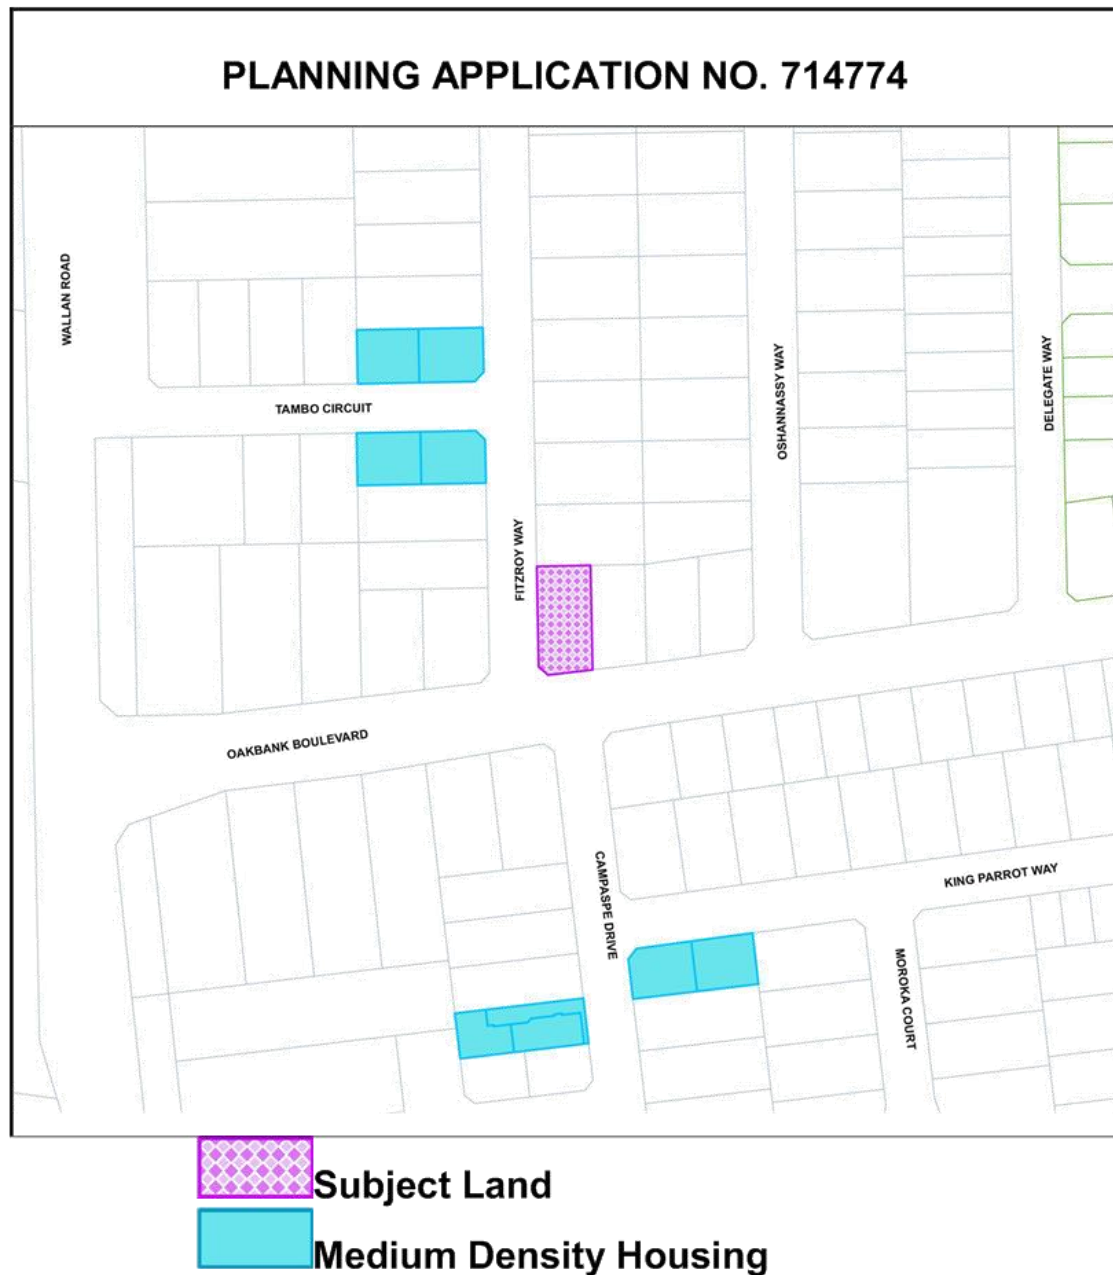 PLANNING APPLICATION NO. 714774
WALLAN ROAD
TAMBO CIRCUIT
FITZROY WAY
OSHANNASSY WAY
DELEGATE WAY
OAKBANK BOULEVARD
CAMPASPE DRIVE
KING PARROT WAY
MOROKA COURT
Subject Land
Medium Density Housing